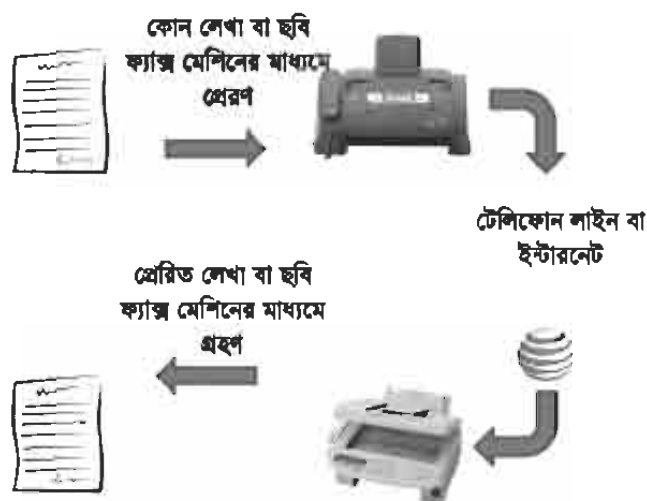 কোন লেখা বা ছবি
ফ্যাক্স মেশিনের মাধ্যমে
প্রেরণ
টেলিফোন লাইন বা
ইন্টারনেট
প্রেরিত লেখা বা ছবি
ফ্যাক্স মেশিনের মাধ্যমে
গ্রহণ